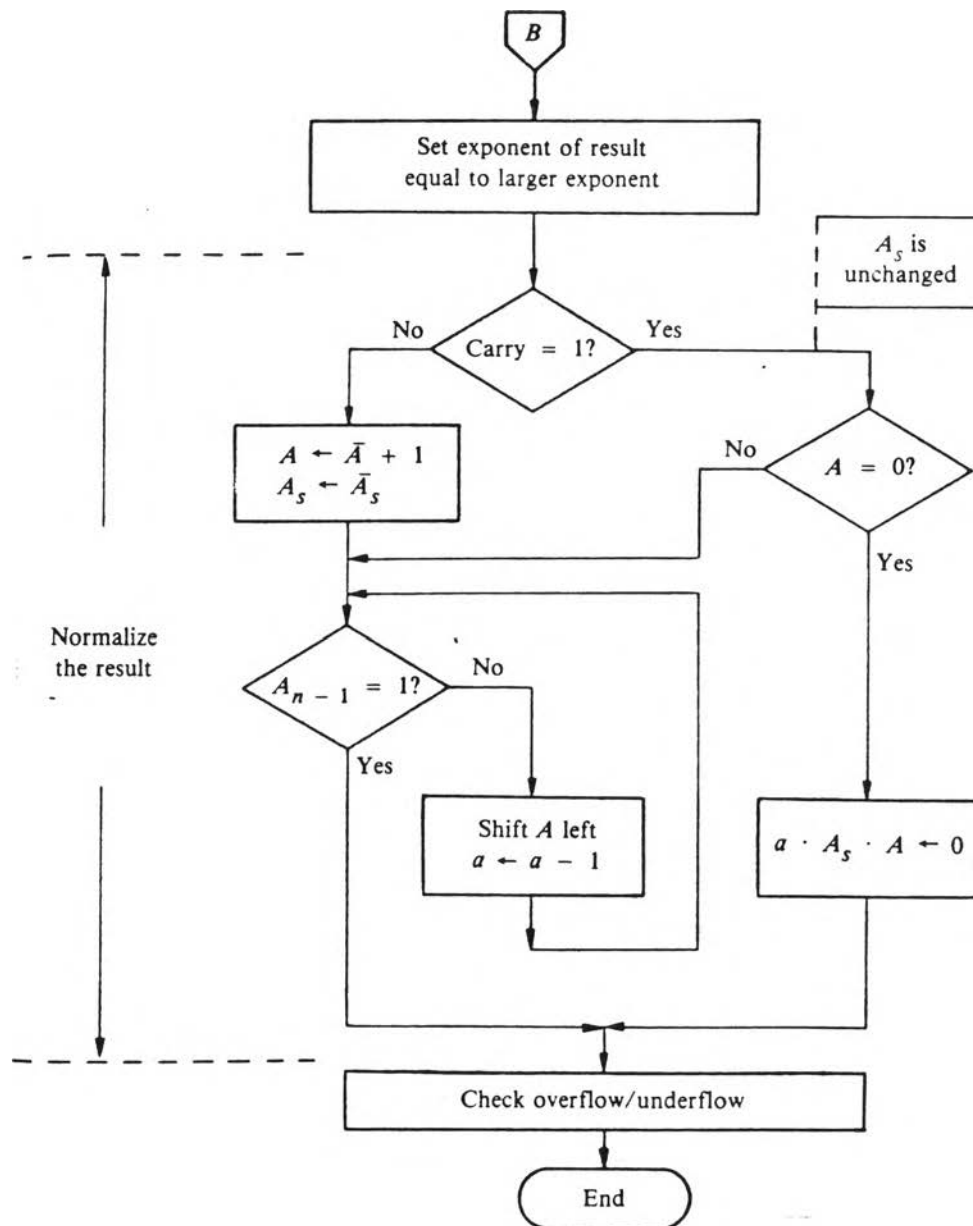 B
Set exponent of result
equal to larger exponent
A_s is
unchanged
No
Carry = 1?
Yes
A ← Ā + 1
A_s ← Ā_s
No
A = 0?
Yes
Normalize
the result
A_{n - 1} = 1?
No
Yes
Shift A left
a ← a - 1
a · A_s · A ← 0
Check overflow/underflow
End